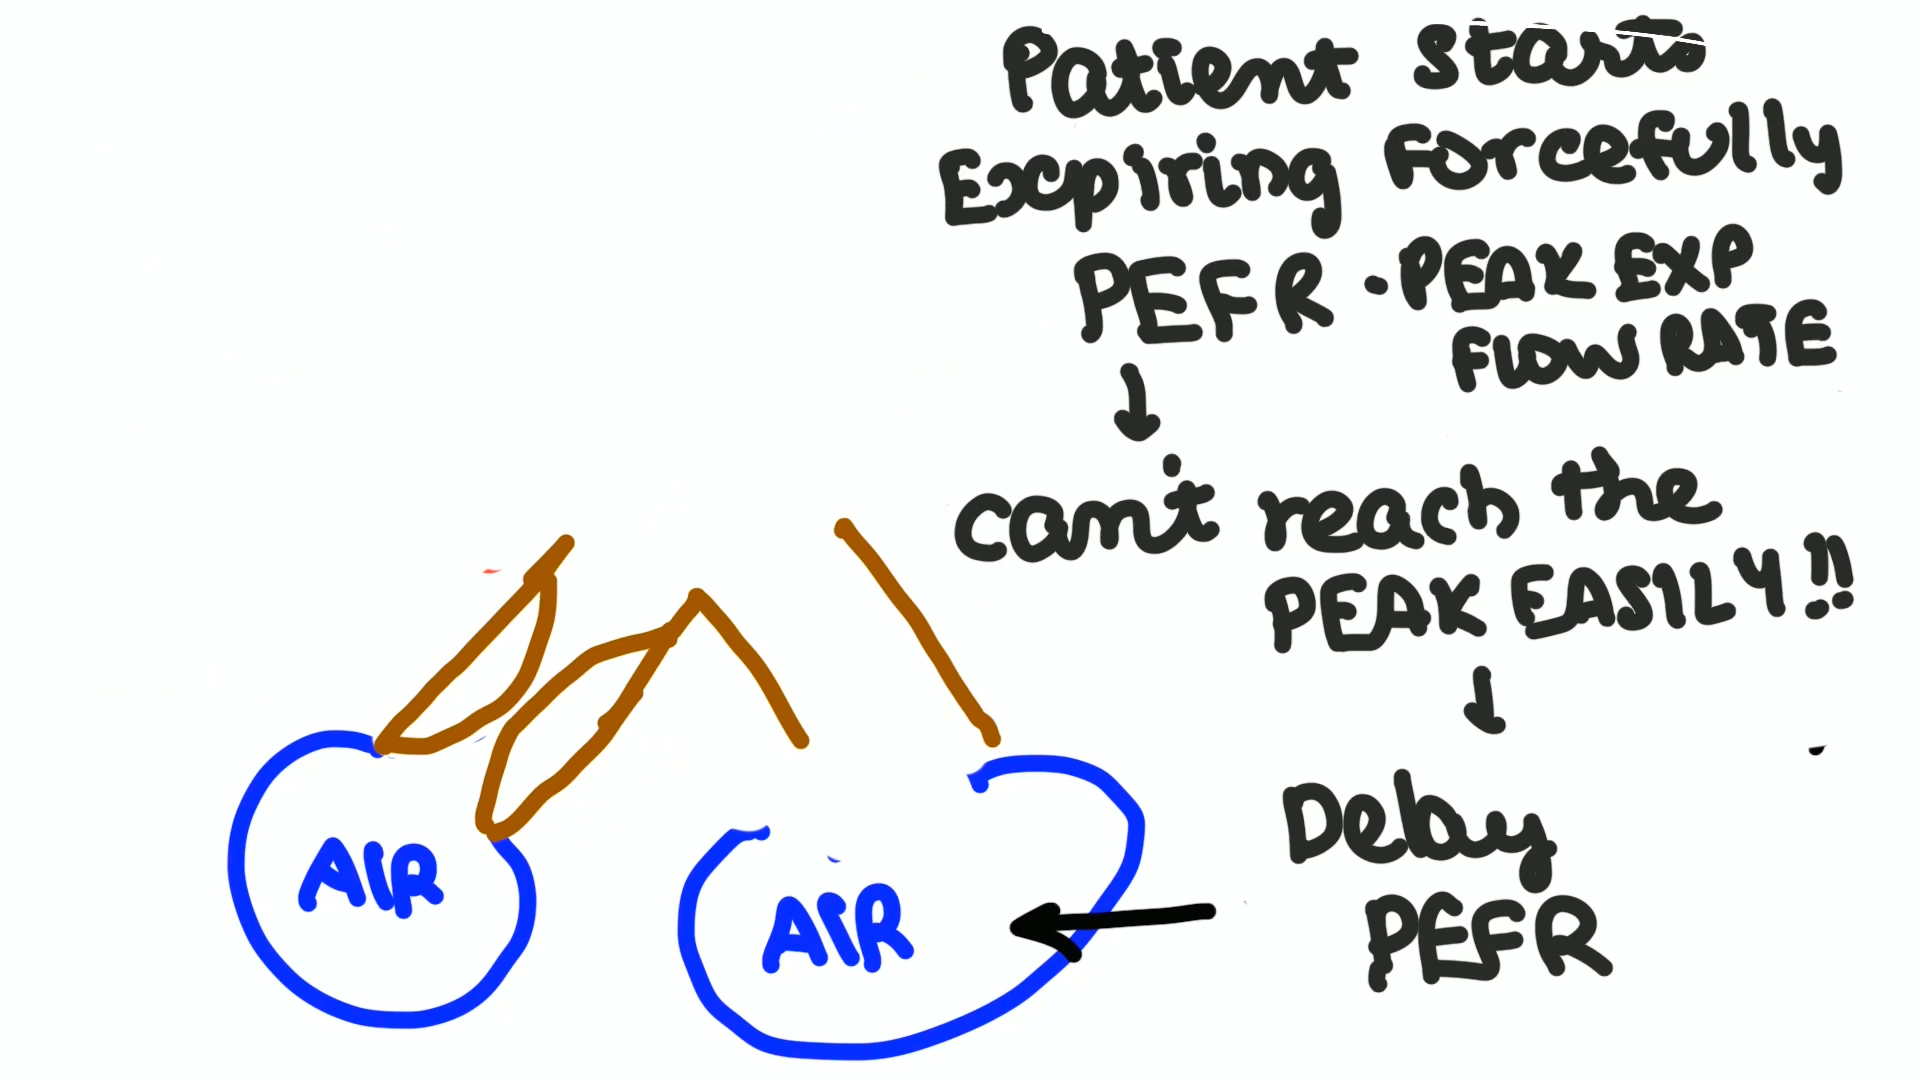 Patient Starts
Expiring Forcefully
PEFR - PEAK EXP
FLOW RATE
can't reach the
PEAK EASILY!!
Delay
PEFR
AIR
AIR